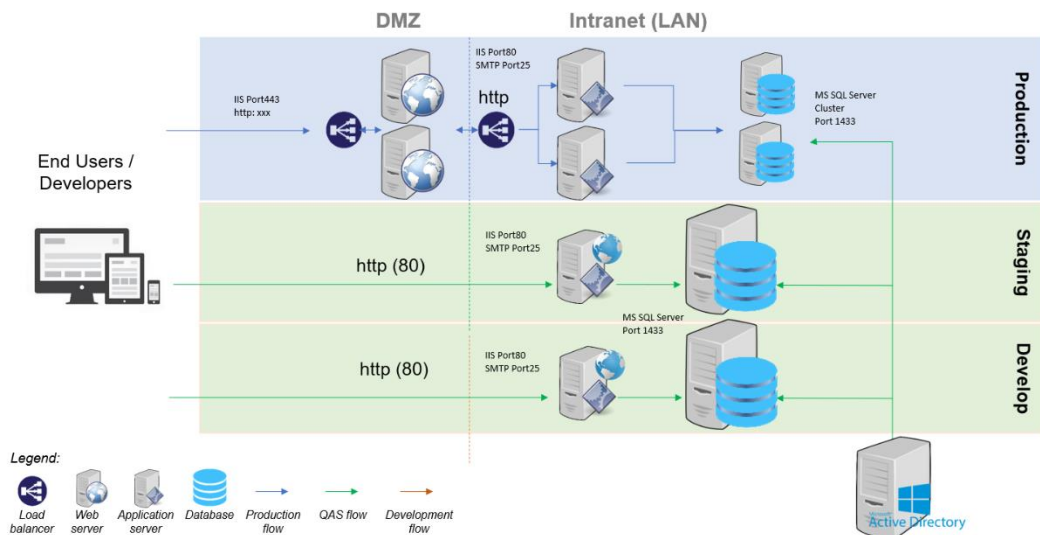 DMZ
Intranet (LAN)
IIS Port80
SMTP Port25
http
IIS Port443
http: xxx
MS SQL Server
Cluster
Port 1433
Production
End Users /
Developers
IIS Port80
SMTP Port25
http (80)
Staging
MS SQL Server
Port 1433
IIS Port80
SMTP Port25
http (80)
Develop
Legend:
Load
balancer
Web
server
Application
server
Database
Production
flow
QAS flow
Development
flow
Microsoft
Active Directory